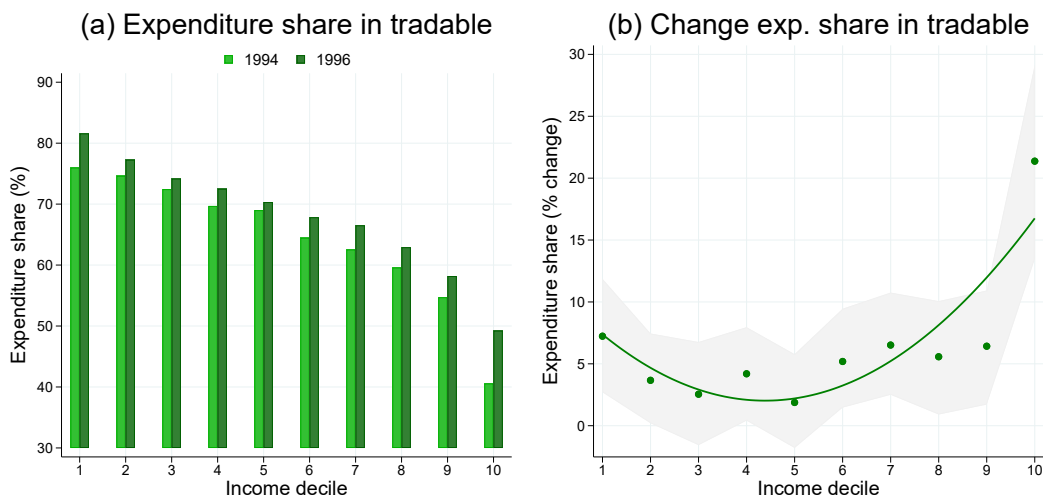 (a) Expenditure share in tradable
1994 1996
Expenditure share (%)
90
80
70
60
50
40
30
1 2 3 4 5 6 7 8 9 10
Income decile
(b) Change exp. share in tradable
Expenditure share (% change)
30
25
20
15
10
5
0
1 2 3 4 5 6 7 8 9 10
Income decile